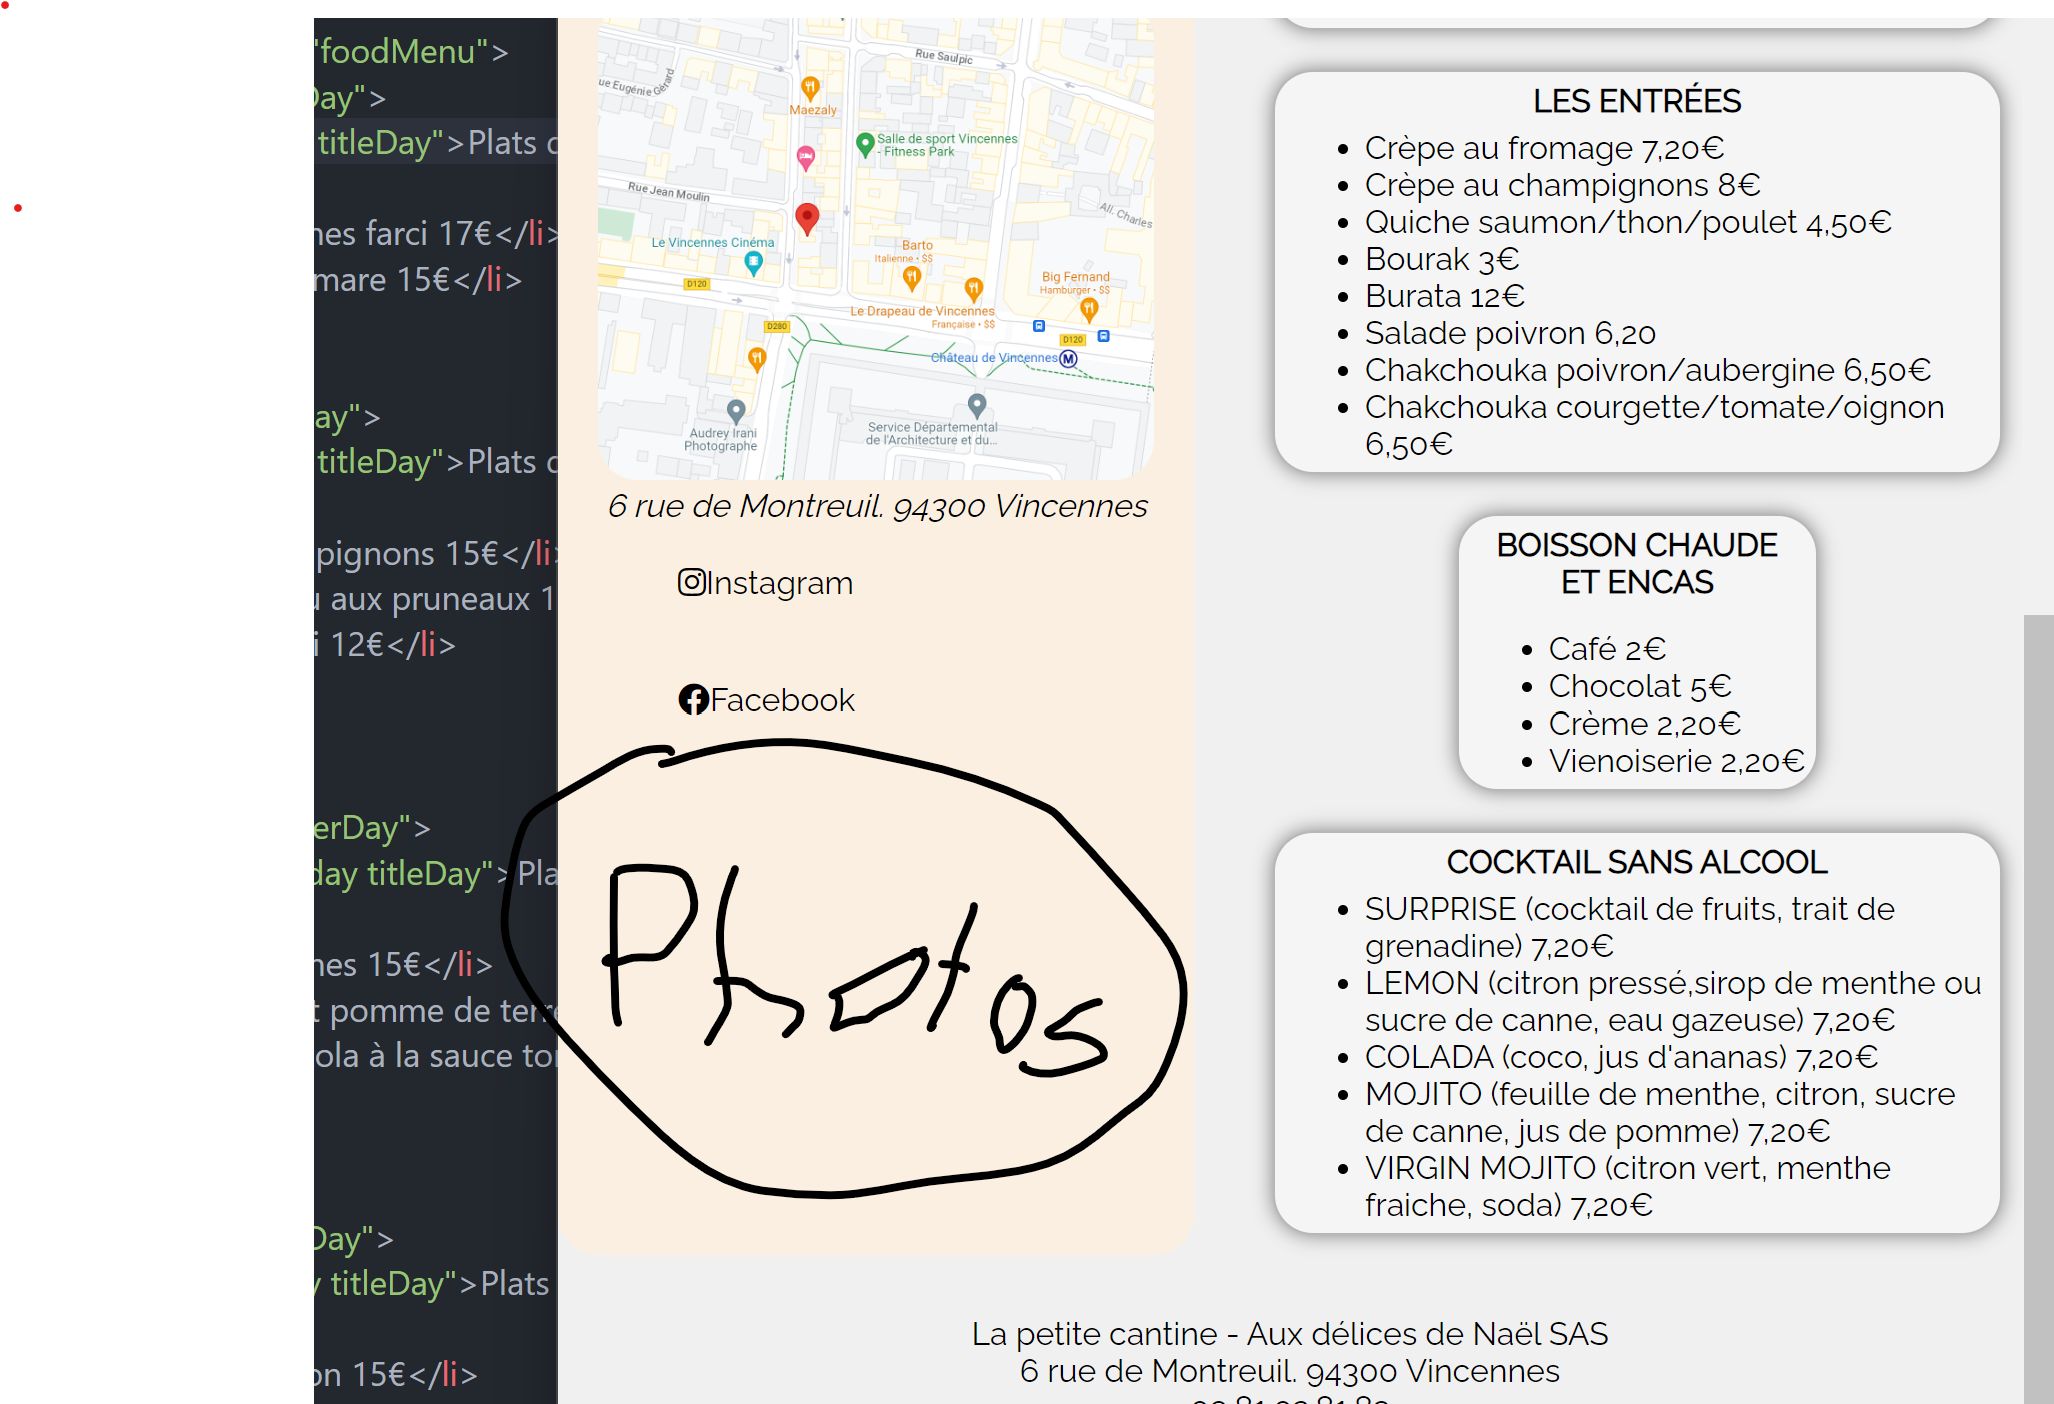 "foodMenu">
Day">
titleDay">Plats d
nes farci 17€</li>
mare 15€</li>
ay">
titleDay">Plats d
pignons 15€</li>
u aux pruneaux 1
i 12€</li>
erDay">
day titleDay">Pla
nes 15€</li>
t pomme de terre
ola à la sauce to
Day">
y titleDay">Plats
on 15€</li>
Rue Saulpic
ue Eugénie Gérard
Maezaly
Salle de sport Vincennes
- Fitness Park
Rue Jean Moulin
All. Charles
Le Vincennes Cinéma
Barto
Italienne • $$
Big Fernand
Hamburger • $$
D120
Le Drapeau de Vincennes
Française • $$
D280
D120
Château de Vincennes M
Audrey Irani
Photographe
Service Départemental
de l'Architecture et du...
6 rue de Montreuil. 94300 Vincennes
Instagram
Facebook
Photos
LES ENTRÉES
• Crèpe au fromage 7,20€
• Crèpe au champignons 8€
• Quiche saumon/thon/poulet 4,50€
• Bourak 3€
• Burata 12€
• Salade poivron 6,20
• Chakchouka poivron/aubergine 6,50€
• Chakchouka courgette/tomate/oignon
6,50€
BOISSON CHAUDE
ET ENCAS
• Café 2€
• Chocolat 5€
• Crème 2,20€
• Vienoiserie 2,20€
COCKTAIL SANS ALCOOL
• SURPRISE (cocktail de fruits, trait de
grenadine) 7,20€
• LEMON (citron pressé,sirop de menthe ou
sucre de canne, eau gazeuse) 7,20€
• COLADA (coco, jus d'ananas) 7,20€
• MOJITO (feuille de menthe, citron, sucre
de canne, jus de pomme) 7,20€
• VIRGIN MOJITO (citron vert, menthe
fraiche, soda) 7,20€
La petite cantine - Aux délices de Naël SAS
6 rue de Montreuil. 94300 Vincennes